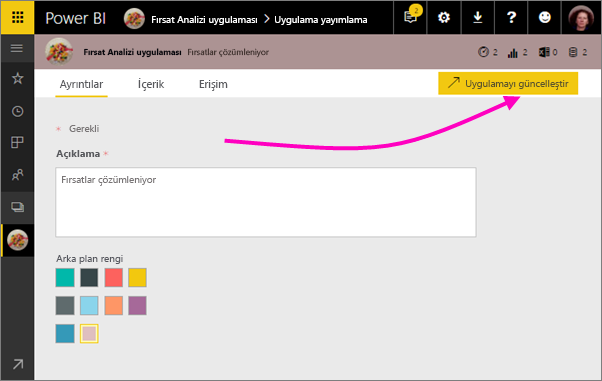 Power BI Fırsat Analizi uygulaması > Uygulama yayımlama 2 ?
Fırsat Analizi uygulaması Fırsatlar çözümleniyor 2 2 0 2
Ayrıntılar İçerik Erişim Uygulamayı güncelleştir
* Gerekli
Açıklama *
Fırsatlar çözümleniyor
Arka plan rengi